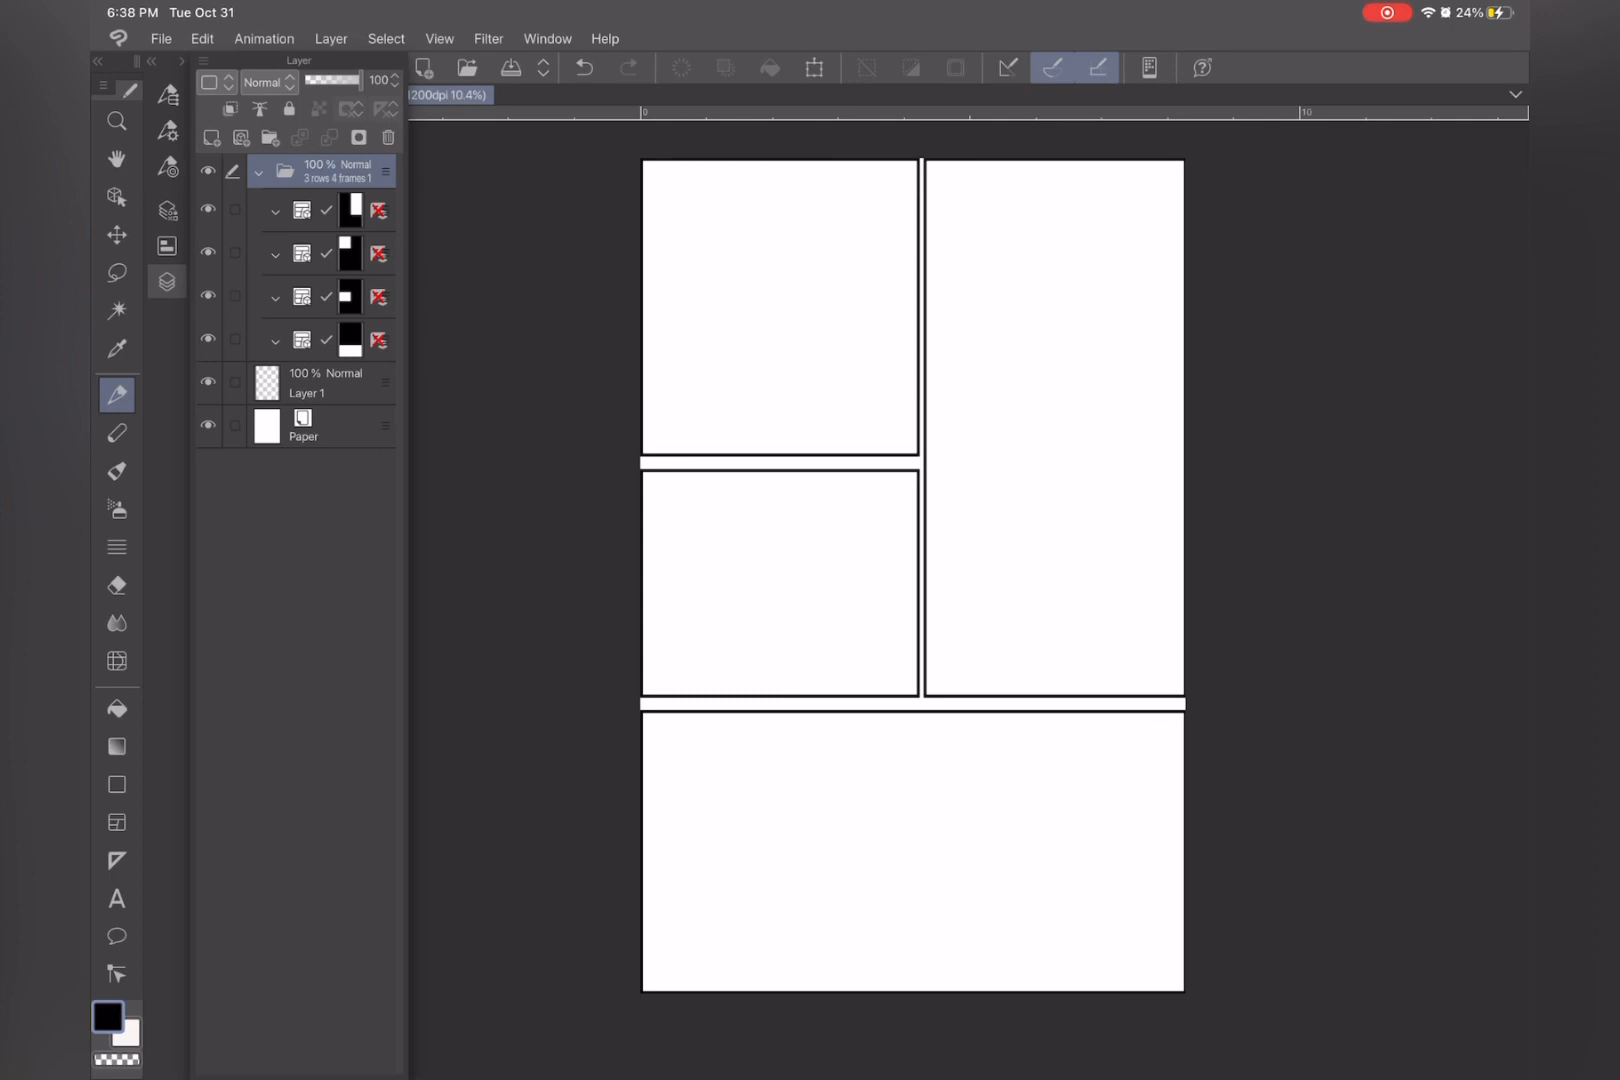 6:38 PM Tue Oct 31
24%
File Edit Animation Layer Select View Filter Window Help
Layer
Normal 100
200dpi 10.4%)
0 10
100 % Normal
3 rows 4 frames 1
100 % Normal
Layer 1
Paper
A